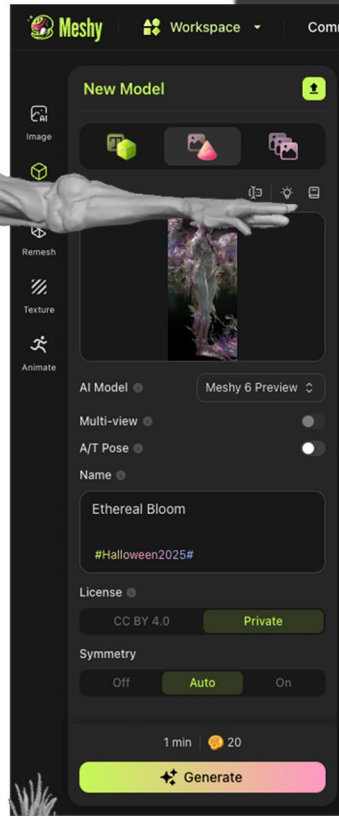 Meshy
Workspace
Com
New Model
AI
Image
Remesh
Texture
Animate
AI Model
Meshy 6 Preview
Multi-view
A/T Pose
Name
Ethereal Bloom
#Halloween2025#
License
CC BY 4.0
Private
Symmetry
Off
Auto
On
1 min
20
Generate